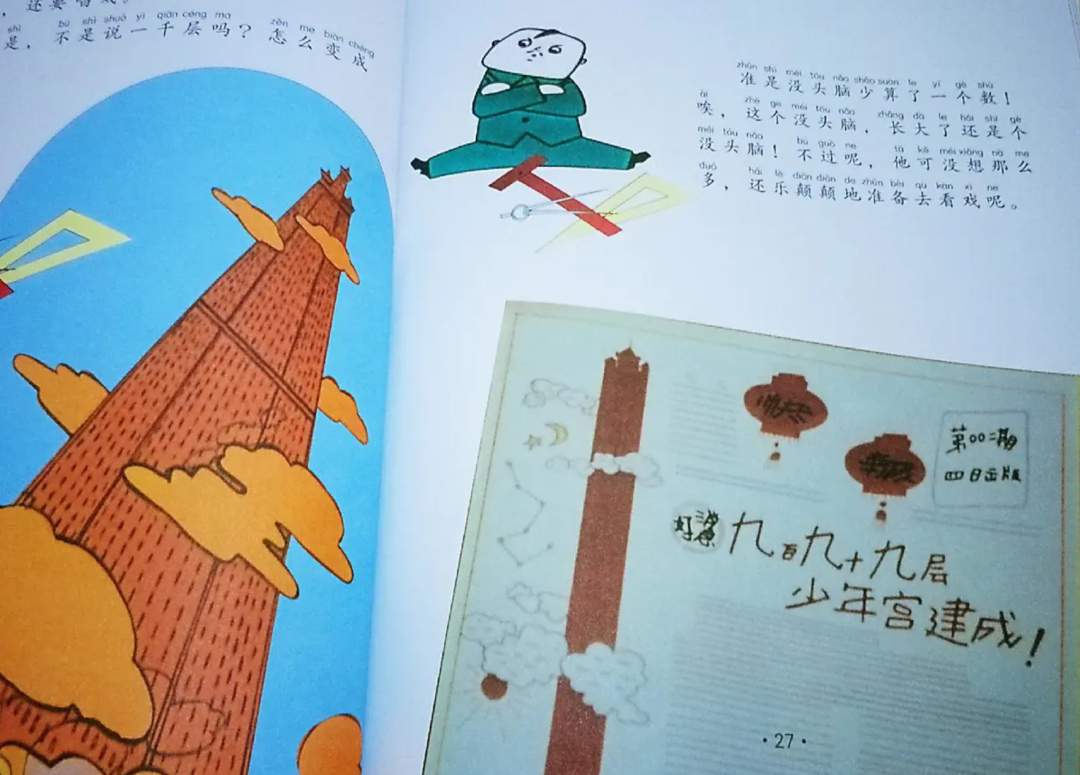 shì bú shì shuō yì qiān céng ma zěn me biàn chéng
是，不是说一千层吗？怎么变成
zhǔn shì méi tóu nǎo shǎo suàn le yí gè shù
准是没头脑少算了一个数！
ài zhè ge méi tóu nǎo zhǎng dà le hái shì gè
唉，这个没头脑，长大了还是个
méi tóu nǎo bú guò ne tā kě méi xiǎng nà me
没头脑！不过呢，他可没想那么
duō hái lè diān diān de zhǔn bèi qù kàn xì ne
多，还乐颠颠地准备去看戏呢。
第00二期
四日出版
九百九十九层
少年宫建成！
·27·